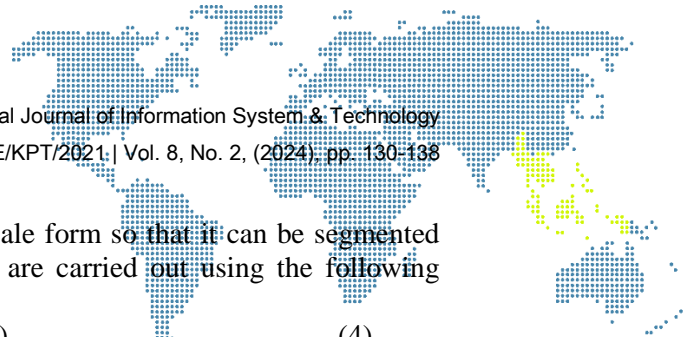 al Journal of Information System & Technology
E/KPT/2021 | Vol. 8, No. 2, (2024), pp. 130-138
ale form so that it can be segmented
are carried out using the following
) (4)